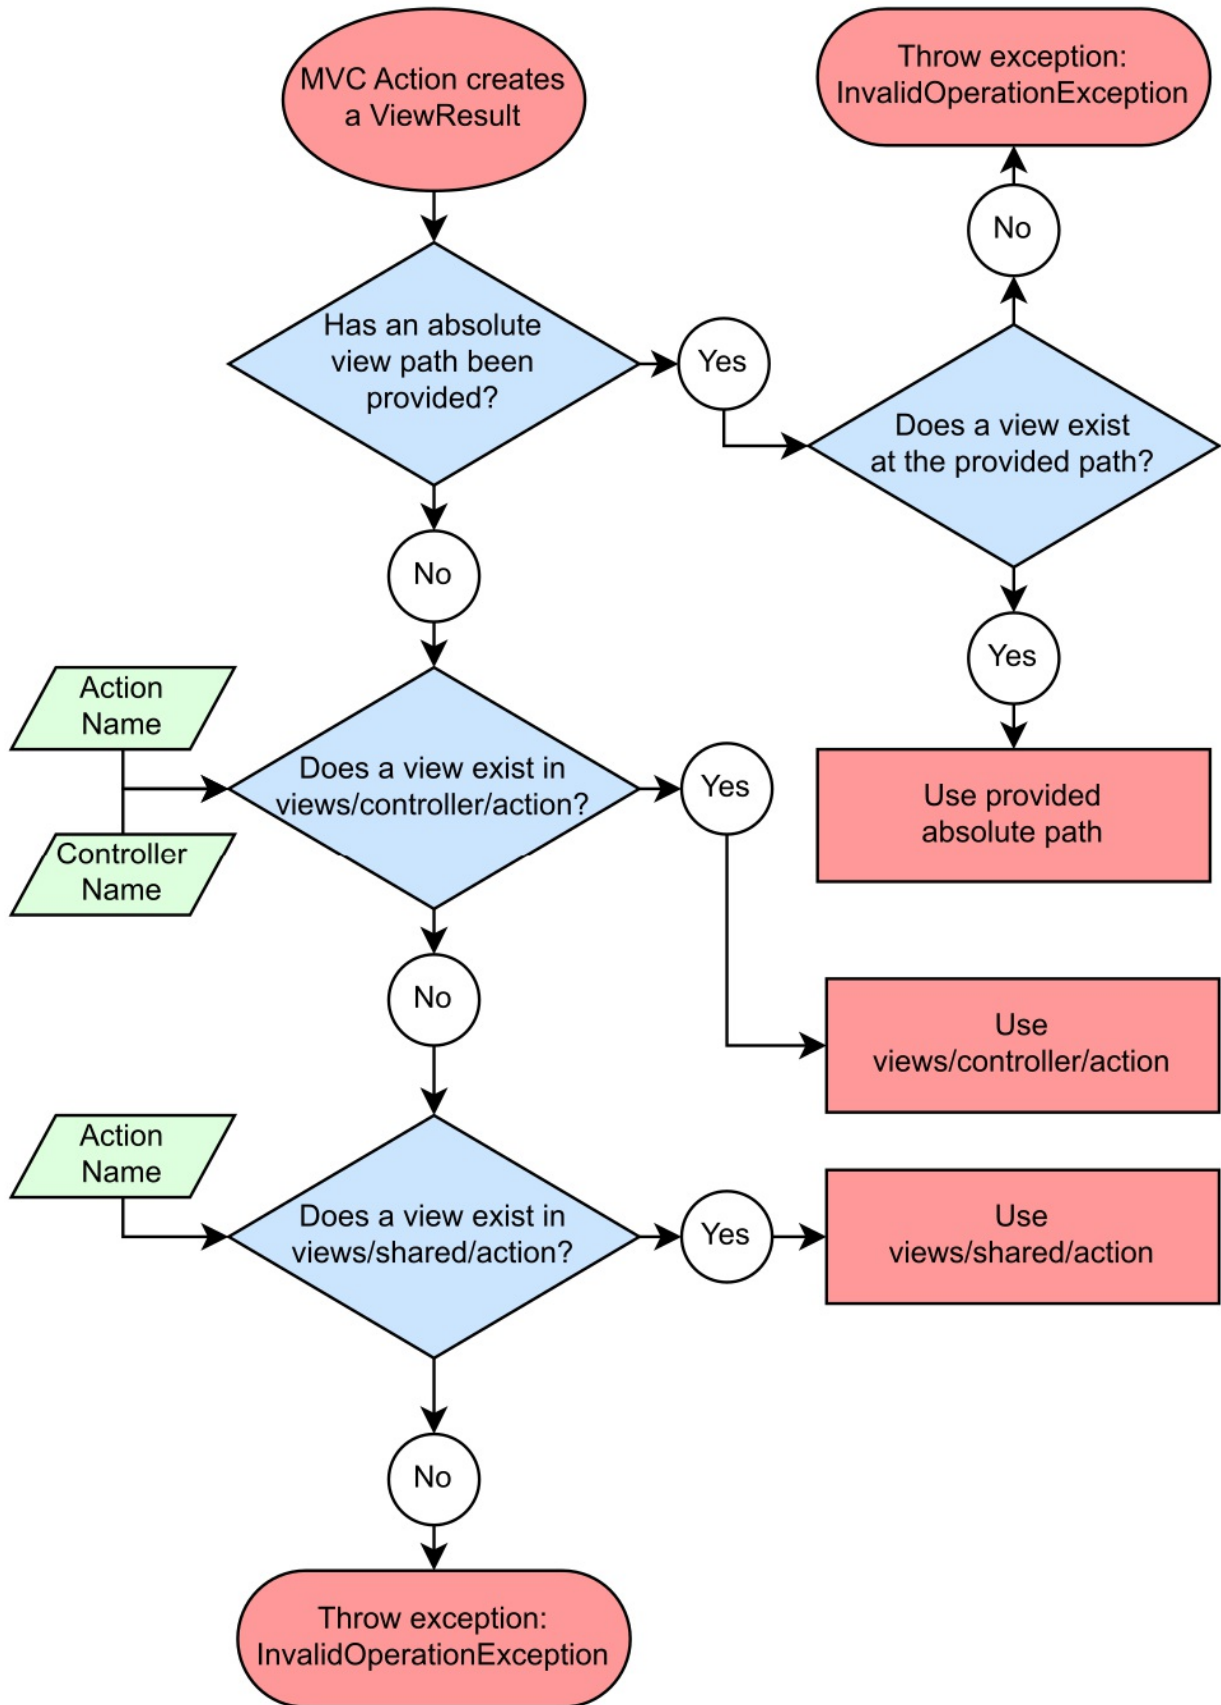 MVC Action creates
a ViewResult
Throw exception:
InvalidOperationException
No
Has an absolute
view path been
provided?
Yes
Does a view exist
at the provided path?
No
Yes
Action
Name
Does a view exist in
views/controller/action?
Yes
Use provided
absolute path
Controller
Name
No
Use
views/controller/action
Action
Name
Does a view exist in
views/shared/action?
Yes
Use
views/shared/action
No
Throw exception:
InvalidOperationException